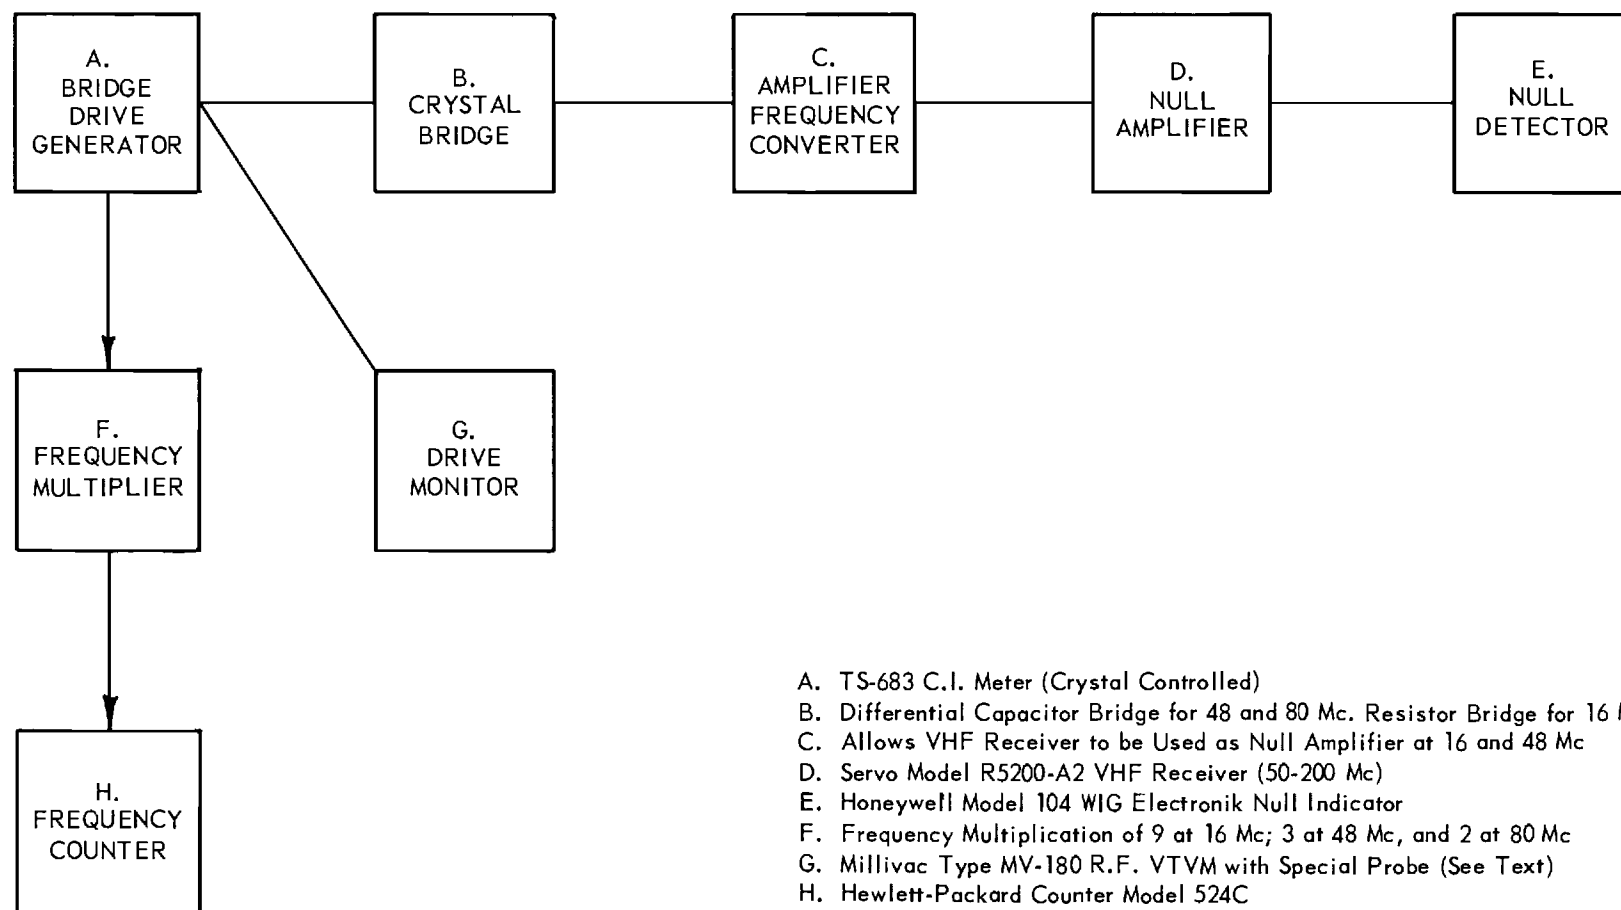 A.
BRIDGE
DRIVE
GENERATOR
B.
CRYSTAL
BRIDGE
C.
AMPLIFIER
FREQUENCY
CONVERTER
D.
NULL
AMPLIFIER
E.
NULL
DETECTOR
F.
FREQUENCY
MULTIPLIER
G.
DRIVE
MONITOR
H.
FREQUENCY
COUNTER
A. TS-683 C.I. Meter (Crystal Controlled)
B. Differential Capacitor Bridge for 48 and 80 Mc. Resistor Bridge for 16
C. Allows VHF Receiver to be Used as Null Amplifier at 16 and 48 Mc
D. Servo Model R5200-A2 VHF Receiver (50-200 Mc)
E. Honeywell Model 104 WIG Electronik Null Indicator
F. Frequency Multiplication of 9 at 16 Mc; 3 at 48 Mc, and 2 at 80 Mc
G. Millivac Type MV-180 R.F. VTVM with Special Probe (See Text)
H. Hewlett-Packard Counter Model 524C